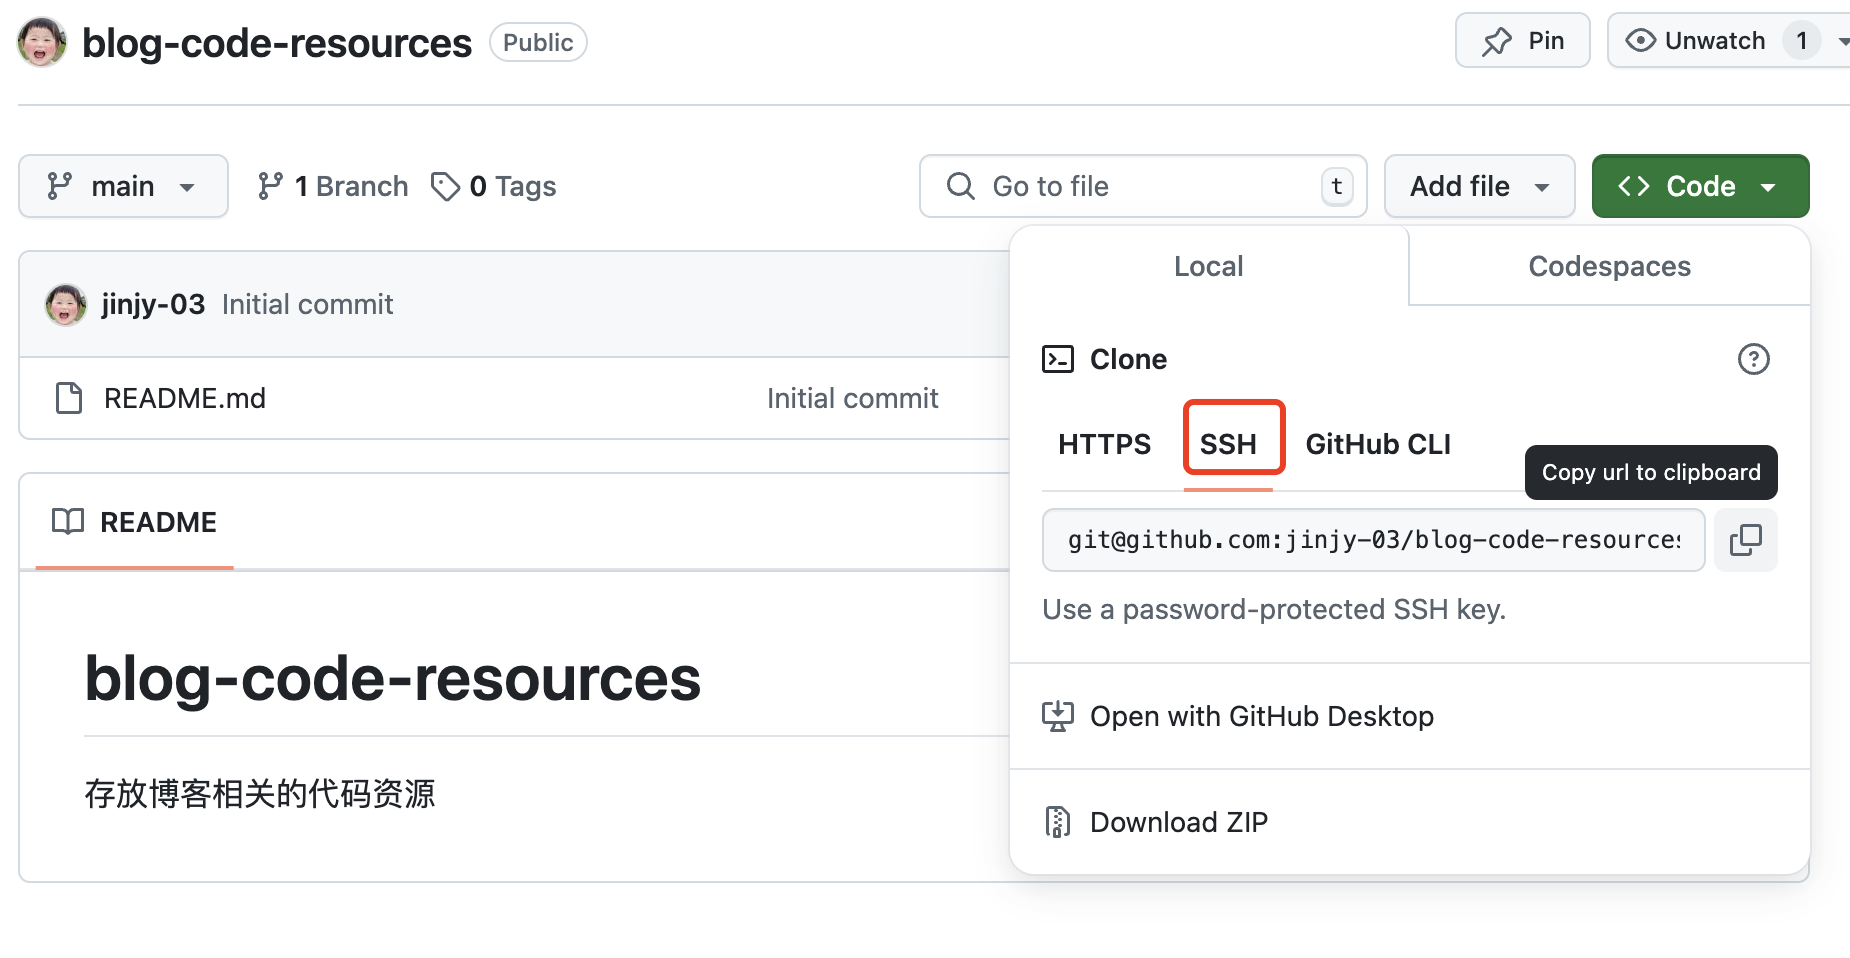 blog-code-resources Public
Pin
Unwatch 1
main
1 Branch
0 Tags
Go to file t
Add file
Code
jinjy-03 Initial commit
README.md Initial commit
README
blog-code-resources
存放博客相关的代码资源
Local
Codespaces
Clone
HTTPS SSH GitHub CLI
Copy url to clipboard
git@github.com:jinjy-03/blog-code-resources
Use a password-protected SSH key.
Open with GitHub Desktop
Download ZIP